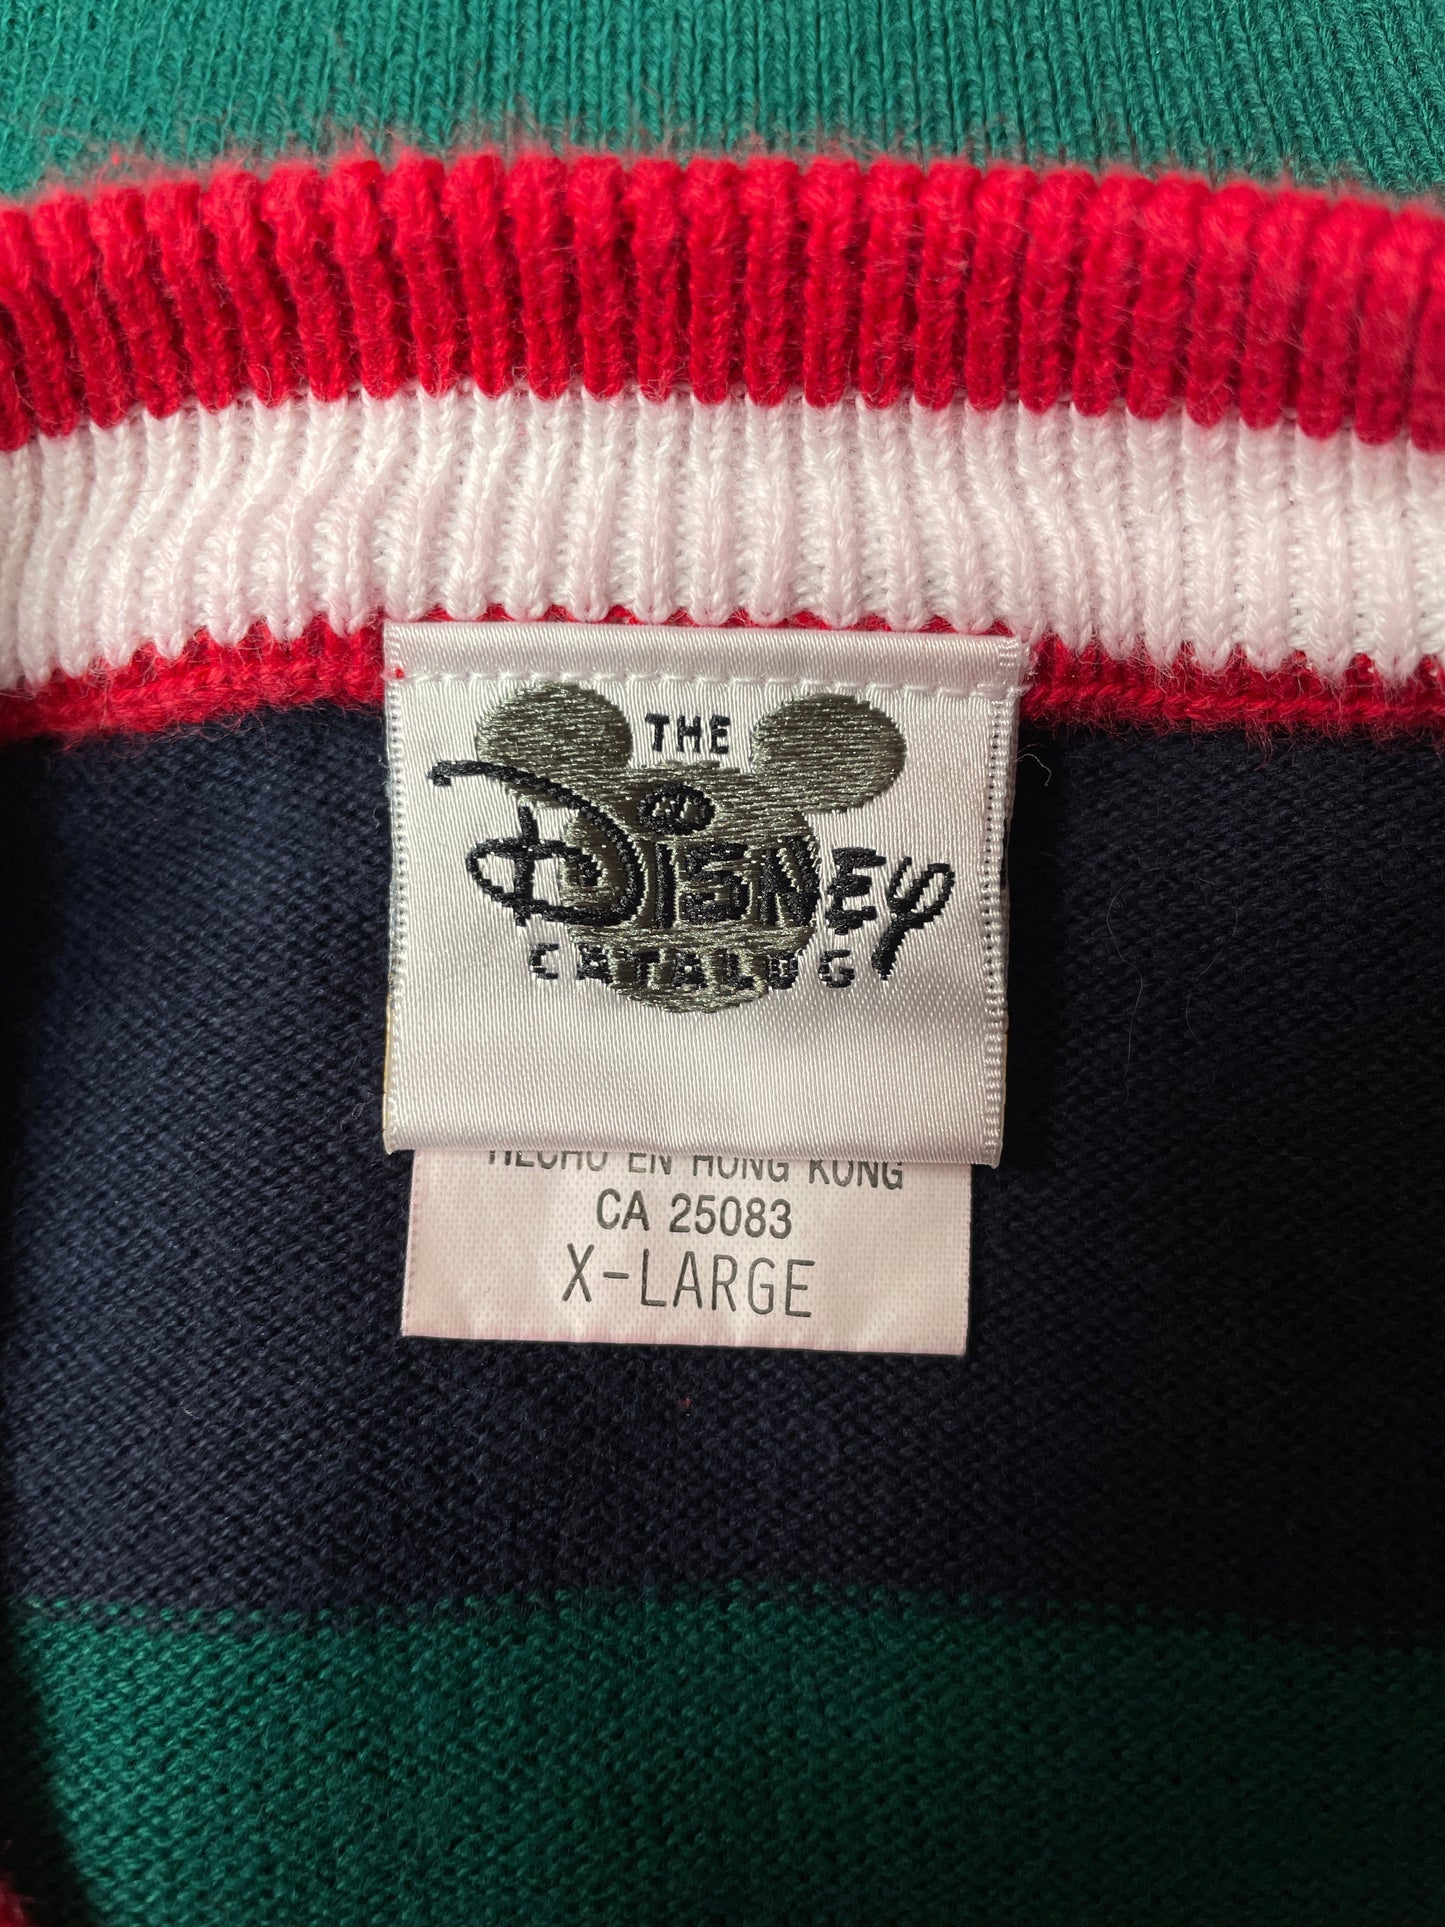 THE
DISNEY
CATALOG
HECHO EN HONG KONG
CA 25083
X-LARGE